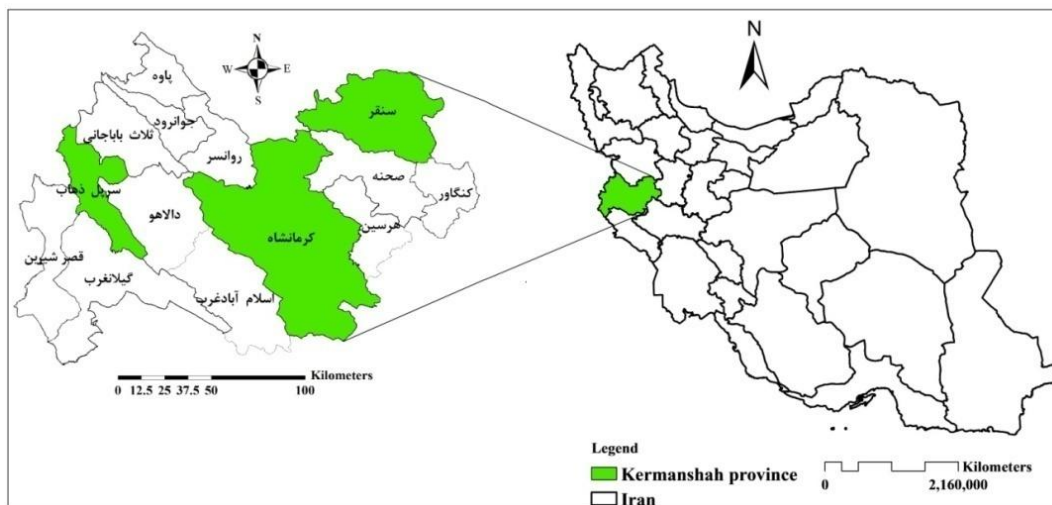 N
W
E
S
پاوه
جوانرود
ثلاث باباجانی
روانسر
سنقر
صحنه
کنگاور
هرسین
سرپل ذهاب
دالاهو
کرمانشاه
قصر شیرین
گیلانغرب
اسلام آبادغرب
Kilometers
0 12.5 25 37.5 50 100
N
Legend
Kermanshah province
Iran
Kilometers
0 2,160,000